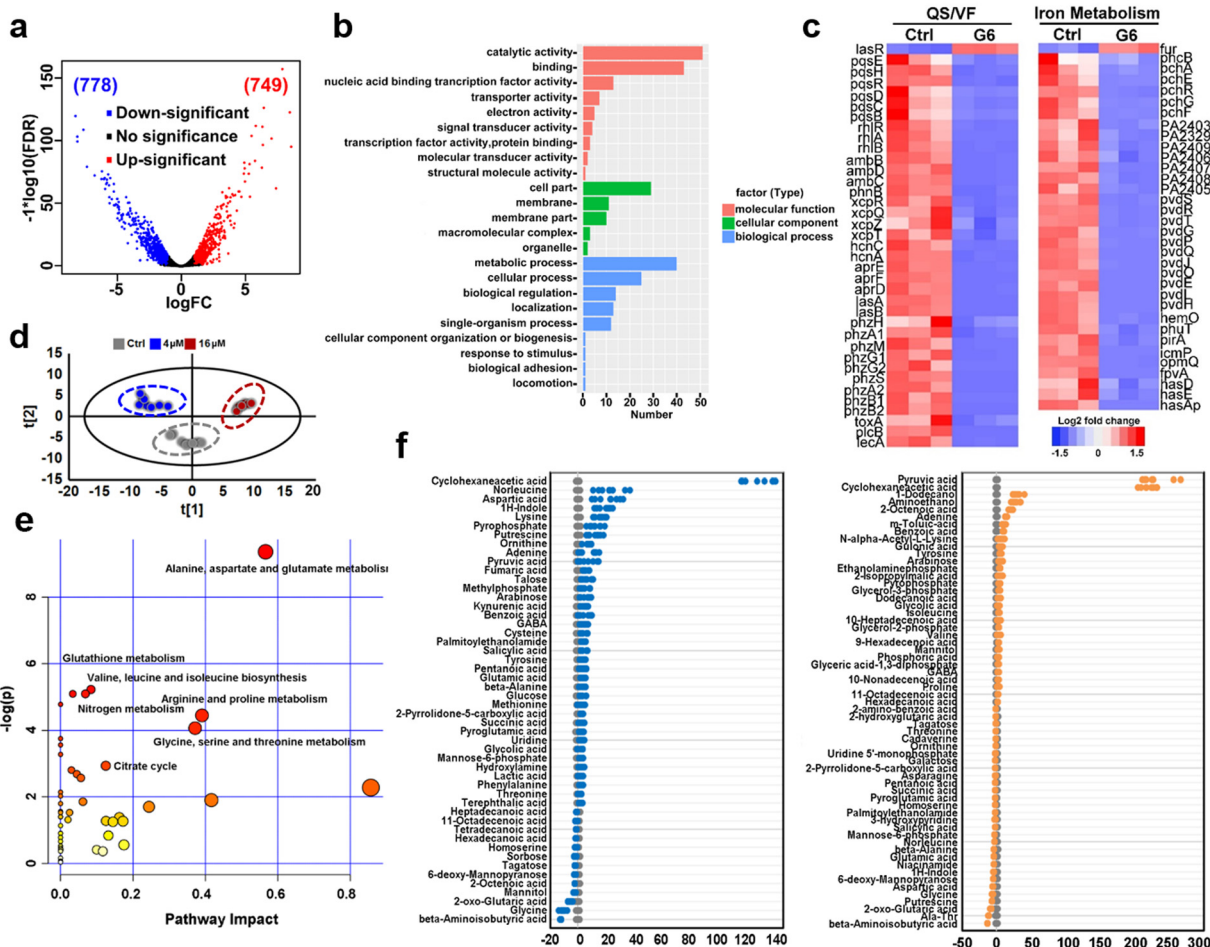 a
(778)
(749)
Down-significant
No significance
Up-significant
-1*log10(FDR)
150
100
50
0
-5
0
5
logFC
b
catalytic activity
binding
nucleic acid binding trancription factor activity
transporter activity
electron activity
signal transducer activity
transcription factor activity,protein binding
molecular transducer activity
structural molecule activity
cell part
membrane
membrane part
macromolecular complex
organelle
metabolic process
cellular process
biological regulation
localization
single-organism process
cellular component organization or biogenesis
response to stimulus
biological adhesion
locomotion
0 10 20 30 40 50
Number
factor (Type)
molecular function
cellular component
biological process
c
QS/VF
Ctrl G6
lasR
pqsE
pqsH
pqsR
pqsD
pqsC
pqsB
rhlR
rhlA
rhlB
ambB
ambD
ambC
phnB
xcpR
xcpQ
xcpZ
xcpT
hcnC
hcnA
aprE
aprF
aprD
lasA
lasB
phzH
phzA1
phzM
phzG1
phzG2
phzS
phzA2
phzB1
phzB2
toxA
plcB
lecA
Iron Metabolism
Ctrl G6
fur
phcB
pchA
pchE
pchR
pchG
pchF
PA2403
PA2329
PA2409
PA2406
PA2407
PA2408
PA2405
pvdS
pvdR
pvdT
pvdG
pvdP
pvdQ
pvdJ
pvdO
pvdE
pvdL
pvdH
hemO
phuT
pirA
icmP
opmQ
fpvA
hasD
hasE
hasAp
Log2 fold change
-1.5 0 1.5
d
Ctrl 4μM 16μM
15
10
5
0
-5
-10
-15
t[2]
15
10
5
0
-5
-10
-15
-20 -10 0 10 20
t[1]
e
Alanine, aspartate and glutamate metabolism
Glutathione metabolism
Valine, leucine and isoleucine biosynthesis
Arginine and proline metabolism
Nitrogen metabolism
Glycine, serine and threonine metabolism
Citrate cycle
-log(p)
8
6
4
2
0
0.0 0.2 0.4 0.6 0.8
Pathway Impact
f
Cyclohexaneacetic acid
Norleucine
Aspartic acid
1H-Indole
Lysine
Pyrophosphate
Putrescine
Ornithine
Adenine
Pyruvic acid
Fumaric acid
Talose
Methylphosphate
Arabinose
Kynurenic acid
Benzoic acid
GABA
Cysteine
Palmitoylethanolamide
Salicylic acid
Tyrosine
Pentanoic acid
Glutamic acid
beta-Alanine
Glucose
Methionine
2-Pyrrolidone-5-carboxylic acid
Succinic acid
Pyroglutamic acid
Uridine
Glycolic acid
Mannose-6-phosphate
Hydroxylamine
Lactic acid
Phenylalanine
Threonine
Terephthalic acid
Heptadecanoic acid
11-Octadecenoic acid
Tetradecanoic acid
Hexadecanoic acid
Homoserine
Sorbose
Tagatose
6-deoxy-Mannopyranose
2-Octenoic acid
Mannitol
2-oxo-Glutaric acid
Glycine
beta-Aminoisobutyric acid
-20 0 20 40 60 80 100 120 140
Pyruvic acid
Cyclohexaneacetic acid
1-Dodecano
Aminoethanol
2-Octenoic acid
Adenine
m-Toluic-acid
Benzoic acid
N-alpha-Acetyl-L-Lysine
Gulonic acid
Tyrosine
Arabinose
Ethanolaminephosphate
2-Isopropylmalic acid
Pytophosphate
Glycerol-3-phosphate
Dodecanoic acid
Glycolic acid
Isoleucine
10-Heptadecenoic acid
Glycerol-2-phosphate
Valine
9-Hexadecenoic acid
Mannitol
Phosphoric acid
Glyceric acid-1,3-diphosphate
GABA
10-Nonadecenoic acid
Proline
11-Octadecenoic acid
Hexadecanoic acid
2-amino-benzoic acid
2-hydroxyglutaric acid
Tagatose
Threonine
Cadaverine
Ornithine
Uridine 5'-monophosphate
Galactose
2-Pyrrolidone-5-carboxylic acid
Asparagine
Pentanoic acid
Succinic acid
Pyroglutamic acid
Homoserine
Palmitoylethanolamide
3-hydroxypyridine
Salicylic acid
Mannose-6-phosphate
Norleucine
beta-Alanine
Glutamic acid
Niacinamide
1H-Indole
6-deoxy-Mannopyranose
Aspartic acid
Glycine
Putrescine
2-oxo-Glutaric acid
Ala-Thr
beta-Aminoisobutyric acid
-50 0 50 100 150 200 250 300